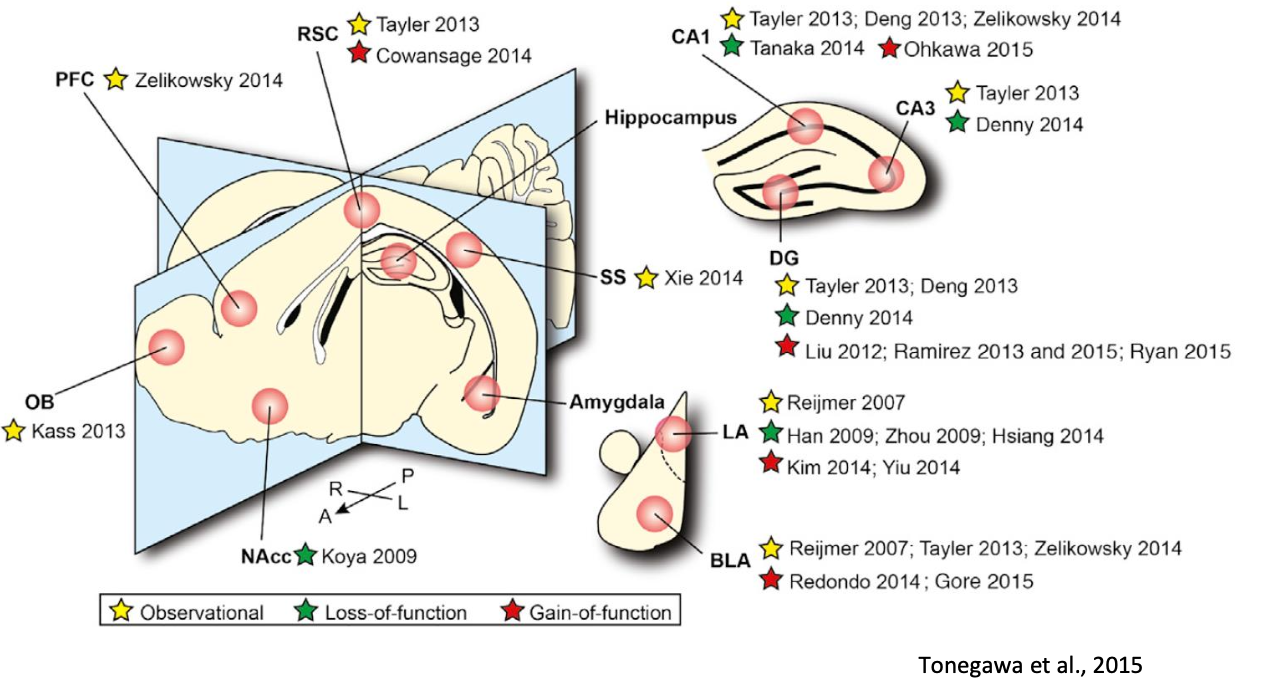 RSC
Tayler 2013
Cowansage 2014
PFC
Zelikowsky 2014
Hippocampus
CA1
Tayler 2013; Deng 2013; Zelikowsky 2014
Tanaka 2014
Ohkawa 2015
CA3
Tayler 2013
Denny 2014
DG
Tayler 2013; Deng 2013
Denny 2014
Liu 2012; Ramirez 2013 and 2015; Ryan 2015
SS
Xie 2014
OB
Kass 2013
Amygdala
LA
Reijmer 2007
Han 2009; Zhou 2009; Hsiang 2014
Kim 2014; Yiu 2014
BLA
Reijmer 2007; Tayler 2013; Zelikowsky 2014
Redondo 2014; Gore 2015
R
P
A
L
NAcc
Koya 2009
Observational
Loss-of-function
Gain-of-function
Tonegawa et al., 2015